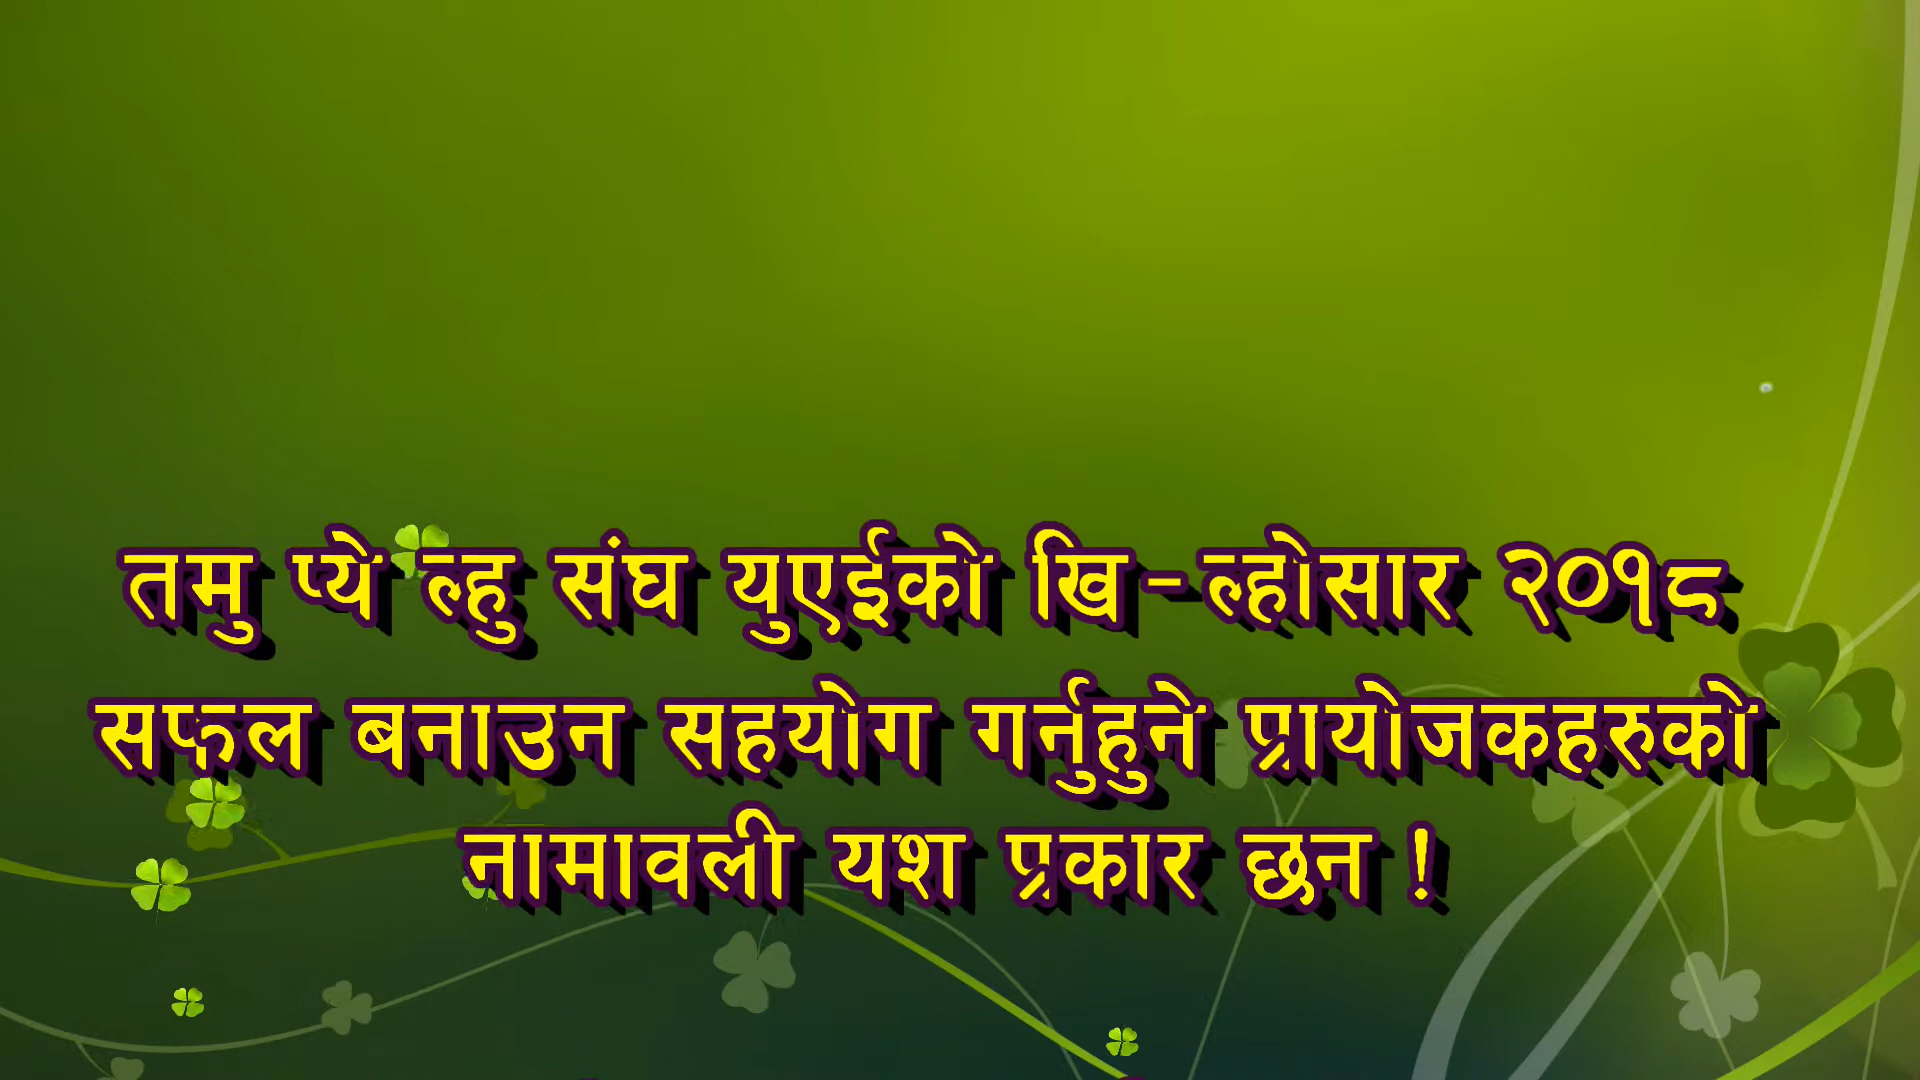 तमु प्ये ल्हु संघ युएईको खि-ल्होसार २०१८
सफल बनाउन सहयोग गर्नुहुने प्रायोजकहरुको
नामावली यश प्रकार छन !